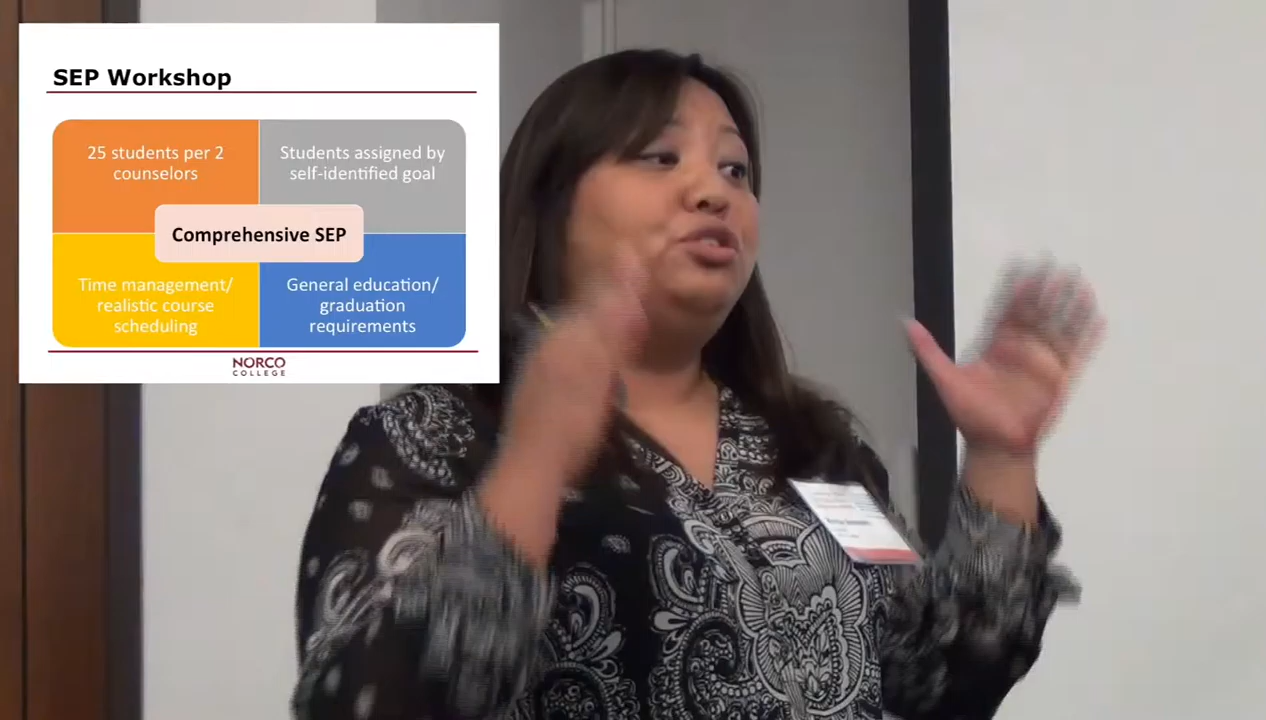 SEP Workshop
25 students per 2
counselors
Students assigned by
self-identified goal
Comprehensive SEP
Time management/
realistic course
scheduling
General education/
graduation
requirements
NORCO
COLLEGE